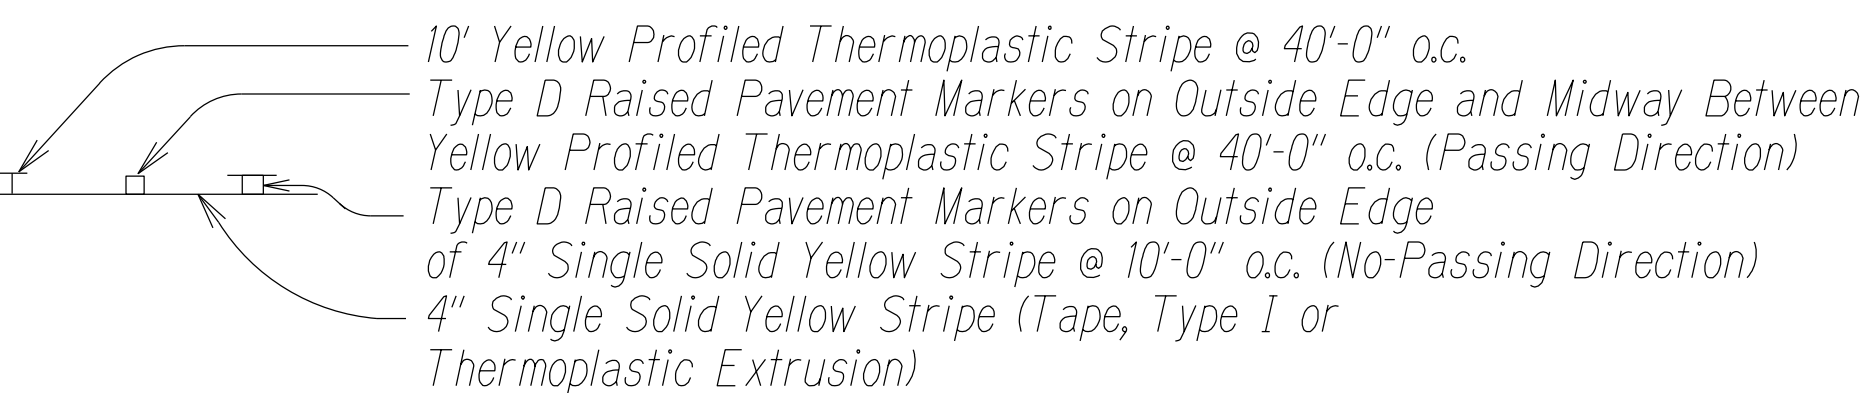 10' Yellow Profiled Thermoplastic Stripe @ 40'-0" o.c.
Type D Raised Pavement Markers on Outside Edge and Midway Between
Yellow Profiled Thermoplastic Stripe @ 40'-0" o.c. (Passing Direction)
Type D Raised Pavement Markers on Outside Edge
of 4" Single Solid Yellow Stripe @ 10'-0" o.c. (No-Passing Direction)
4" Single Solid Yellow Stripe (Tape, Type I or
Thermoplastic Extrusion)